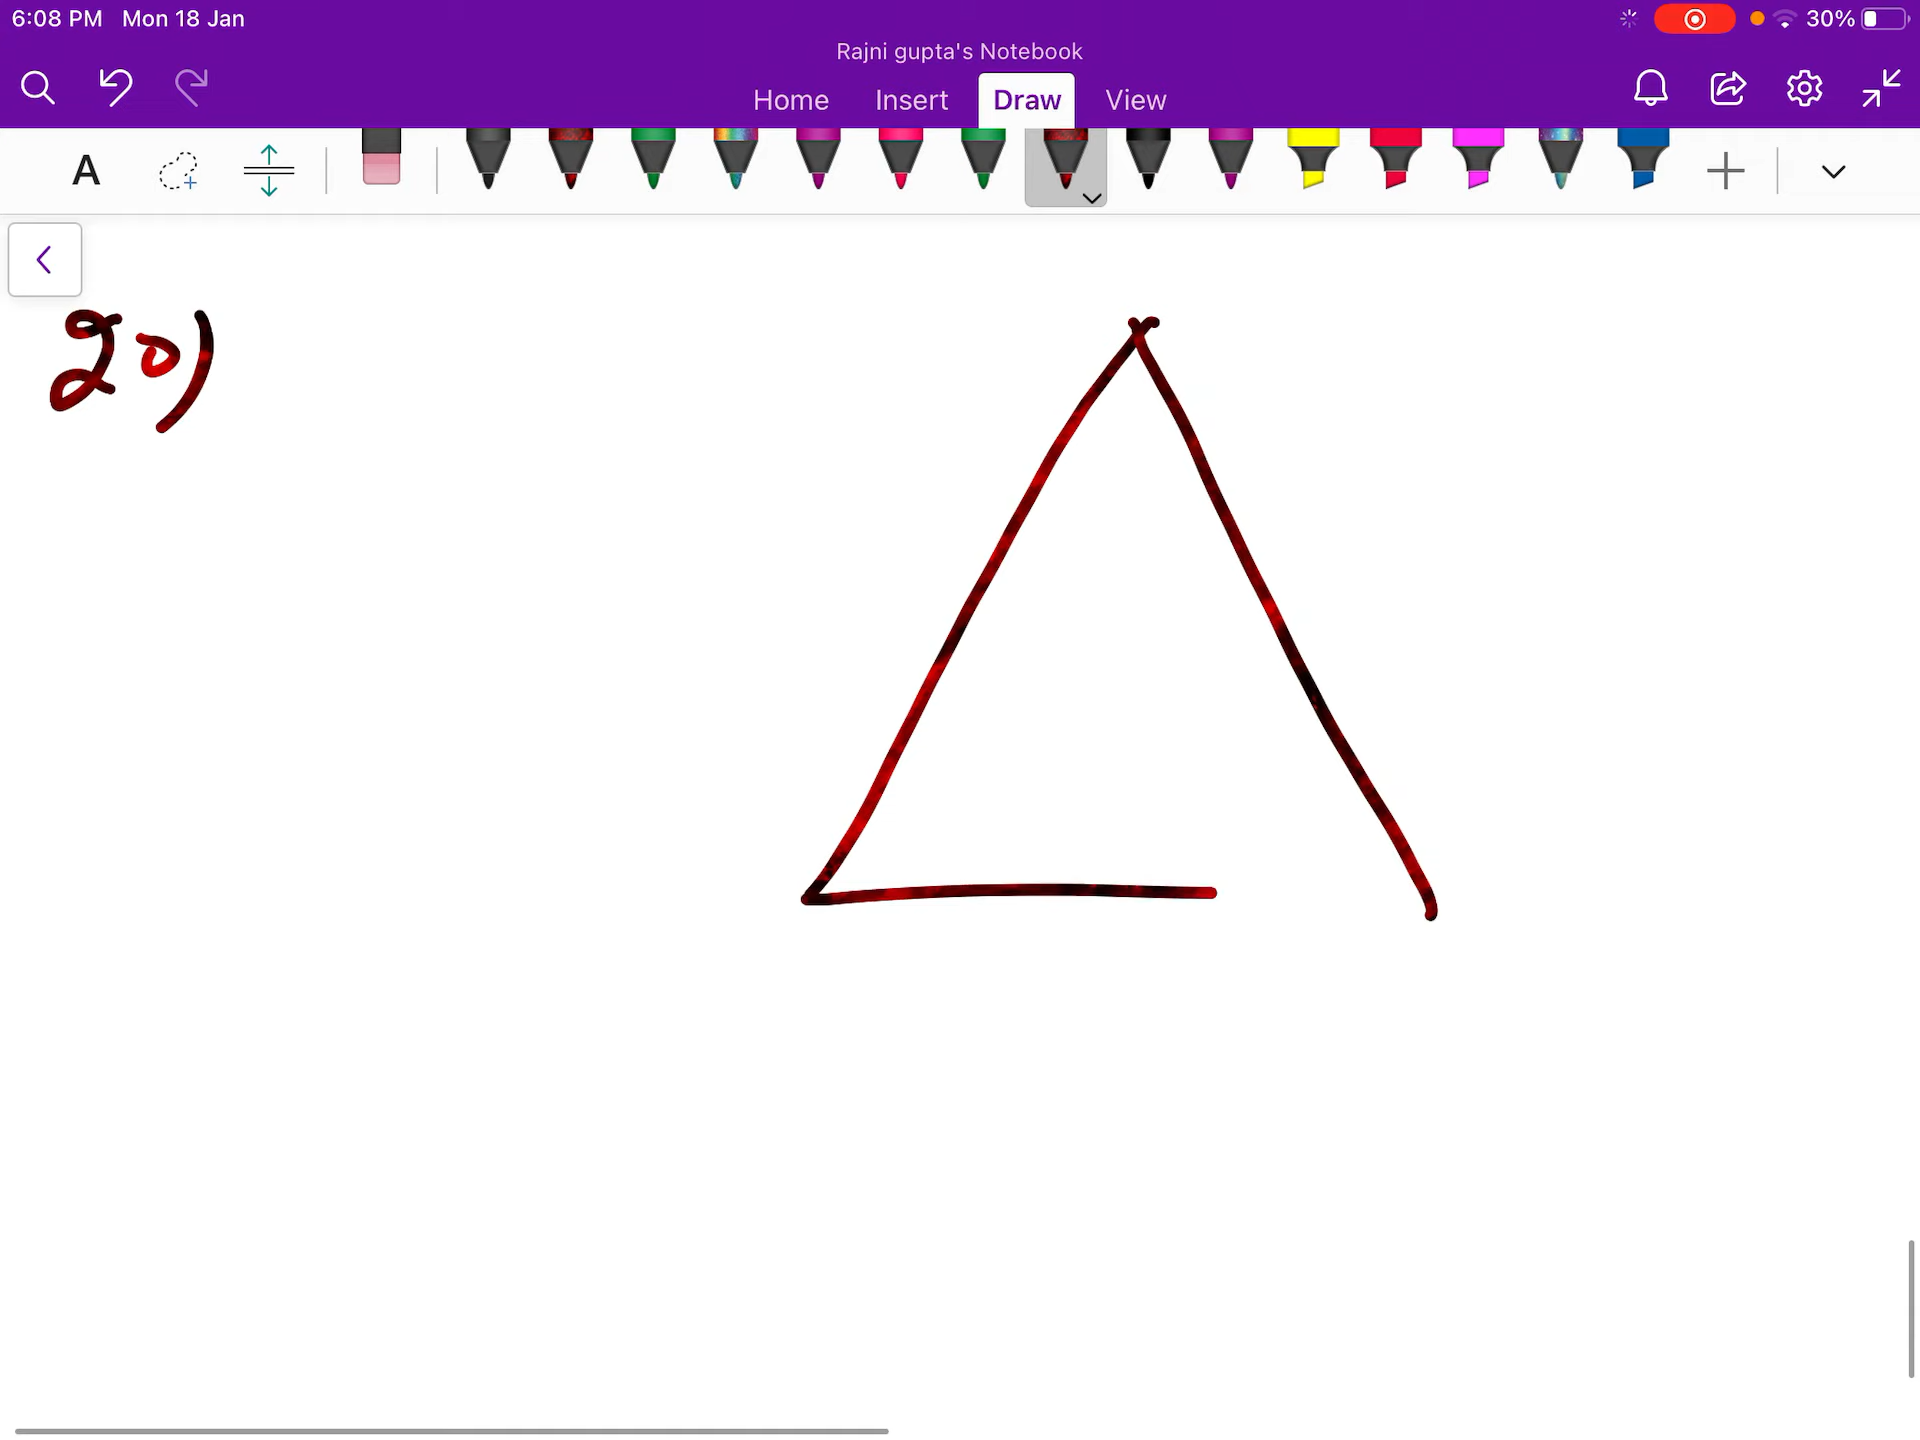 6:08 PM Mon 18 Jan
30%
Rajni gupta's Notebook
Home Insert Draw View
A
20)